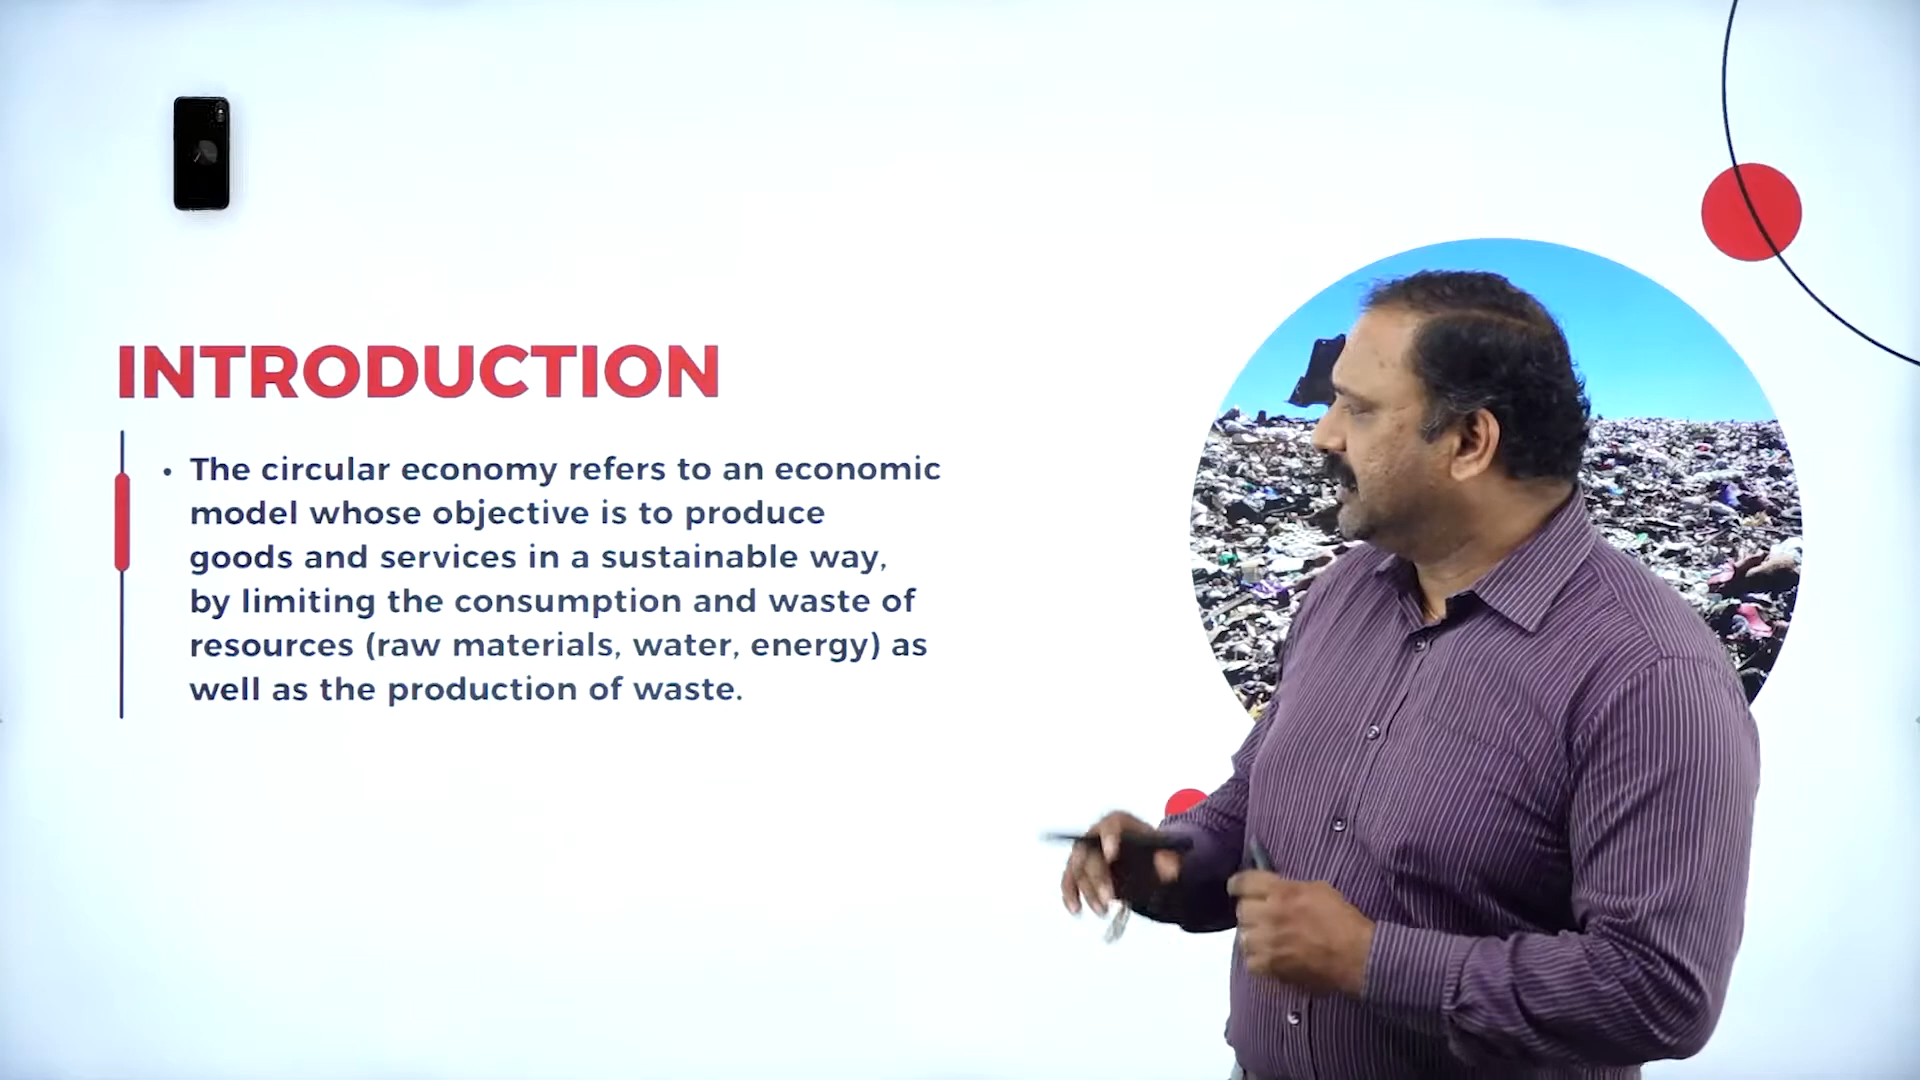 INTRODUCTION
• The circular economy refers to an economic
model whose objective is to produce
goods and services in a sustainable way,
by limiting the consumption and waste of
resources (raw materials, water, energy) as
well as the production of waste.